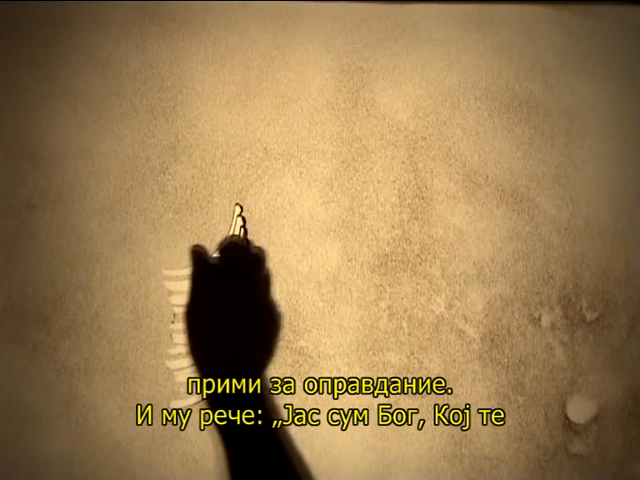 прими за оправдание.
И му рече: „Јас сум Бог, Кој те